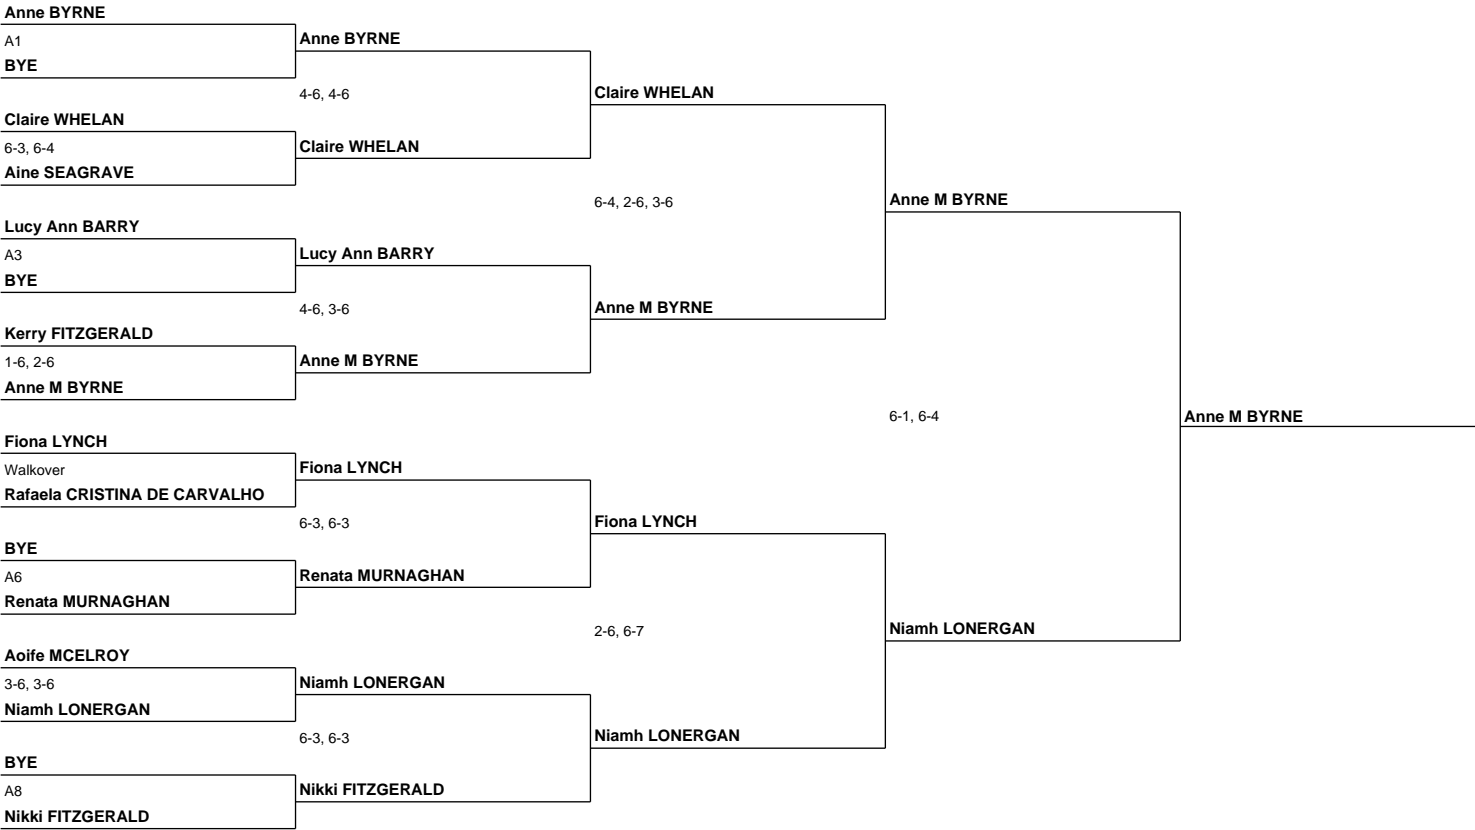 Anne BYRNE
A1
BYE
Claire WHELAN
6-3, 6-4
Aine SEAGRAVE
Lucy Ann BARRY
A3
BYE
Kerry FITZGERALD
1-6, 2-6
Anne M BYRNE
Fiona LYNCH
Walkover
Rafaela CRISTINA DE CARVALHO
BYE
A6
Renata MURNAGHAN
Aoife MCELROY
3-6, 3-6
Niamh LONERGAN
BYE
A8
Nikki FITZGERALD
Anne BYRNE
4-6, 4-6
Claire WHELAN
Lucy Ann BARRY
4-6, 3-6
Anne M BYRNE
Fiona LYNCH
6-3, 6-3
Renata MURNAGHAN
Niamh LONERGAN
6-3, 6-3
Nikki FITZGERALD
Claire WHELAN
6-4, 2-6, 3-6
Anne M BYRNE
Fiona LYNCH
2-6, 6-7
Niamh LONERGAN
Anne M BYRNE
6-1, 6-4
Niamh LONERGAN
Anne M BYRNE